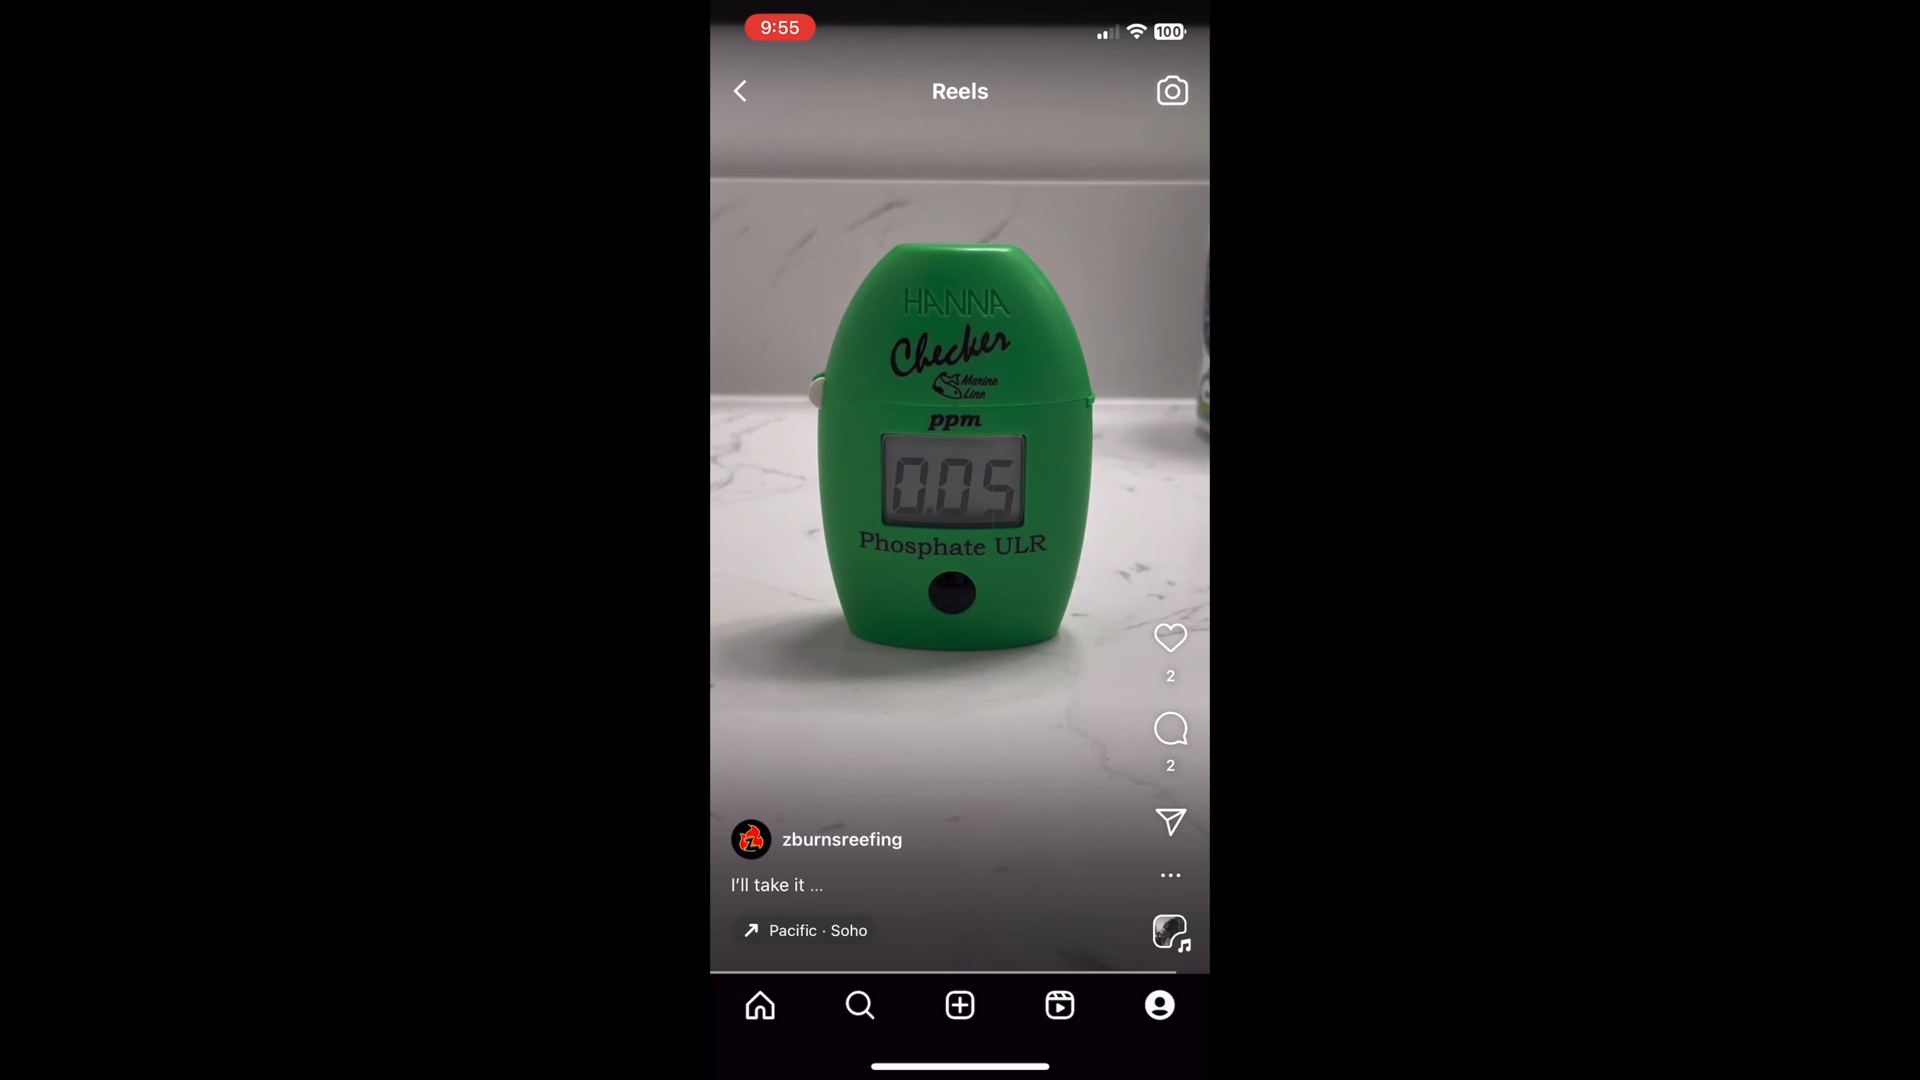 9:55
100
Reels
HANNA
Checker
Marine
Line
ppm
0.05
Phosphate ULR
2
2
zburnsreefing
I'll take it ...
Pacific · Soho